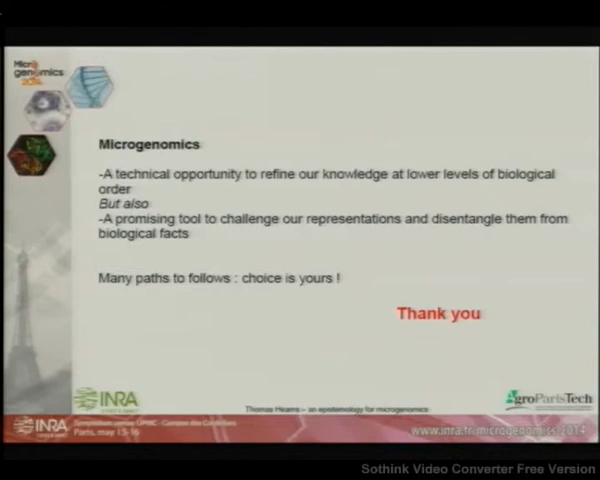 Micro
genomics
2014
Microgenomics
-A technical opportunity to refine our knowledge at lower levels of biological
order
But also
-A promising tool to challenge our representations and disentangle them from
biological facts
Many paths to follows : choice is yours !
Thank you
INRA
AgroParisTech
Thomas Heams – an epistemology for microgenomics
INRA
Paris, may 15-16
www.inra.fr/microgenomics2014
Sothink Video Converter Free Version